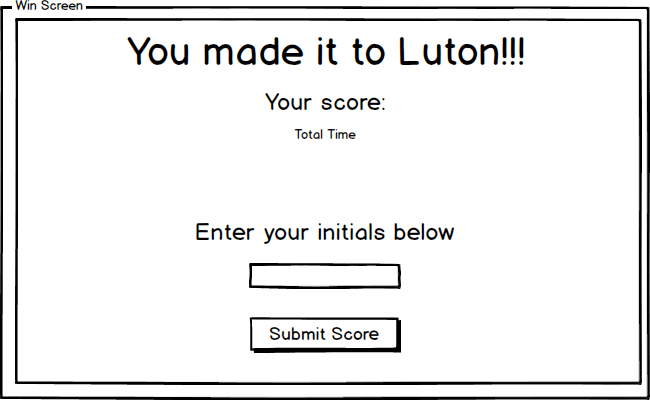 Win Screen
You made it to Luton!!!
Your score:
Total Time
Enter your initials below
Submit Score